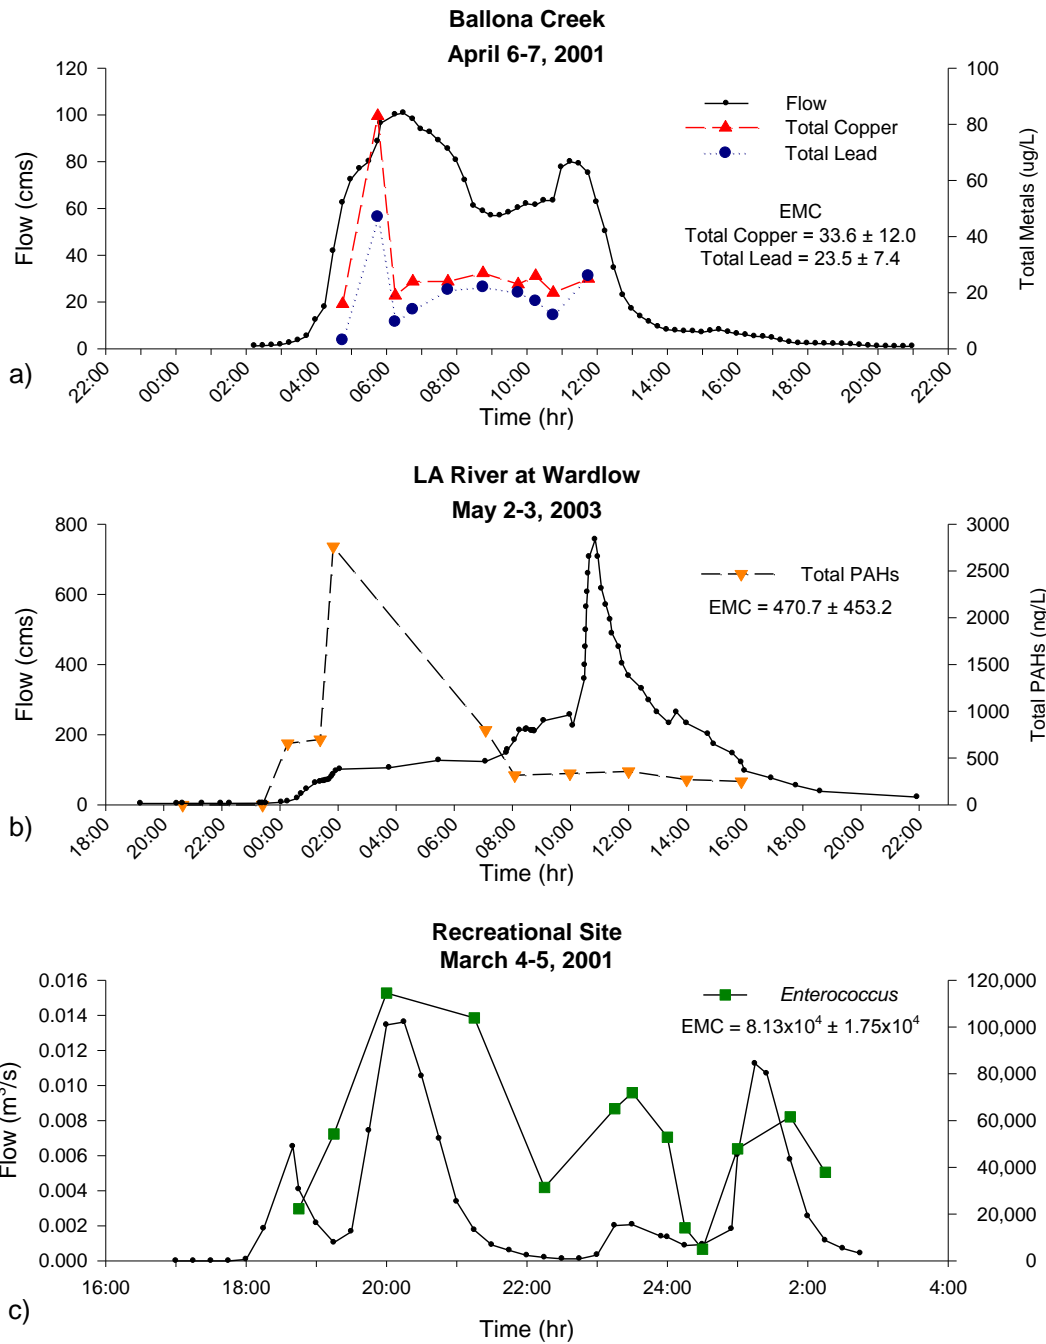 Ballona Creek
April 6-7, 2001
120
100
80
60
40
20
0
Flow (cms)
100
80
60
40
20
0
Total Metals (ug/L)
Flow
Total Copper
Total Lead
EMC
Total Copper = 33.6 ± 12.0
Total Lead = 23.5 ± 7.4
22:00 00:00 02:00 04:00 06:00 08:00 10:00 12:00 14:00 16:00 18:00 20:00 22:00
Time (hr)
a)
LA River at Wardlow
May 2-3, 2003
800
600
400
200
0
Flow (cms)
3000
2500
2000
1500
1000
500
0
Total PAHs (ng/L)
Total PAHs
EMC = 470.7 ± 453.2
18:00 20:00 22:00 00:00 02:00 04:00 06:00 08:00 10:00 12:00 14:00 16:00 18:00 20:00 22:00
Time (hr)
b)
Recreational Site
March 4-5, 2001
0.016
0.014
0.012
0.010
0.008
0.006
0.004
0.002
0.000
Flow (m³/s)
120,000
100,000
80,000
60,000
40,000
20,000
0
Enterococcus
EMC = 8.13x10⁴ ± 1.75x10⁴
16:00 18:00 20:00 22:00 24:00 2:00 4:00
Time (hr)
c)